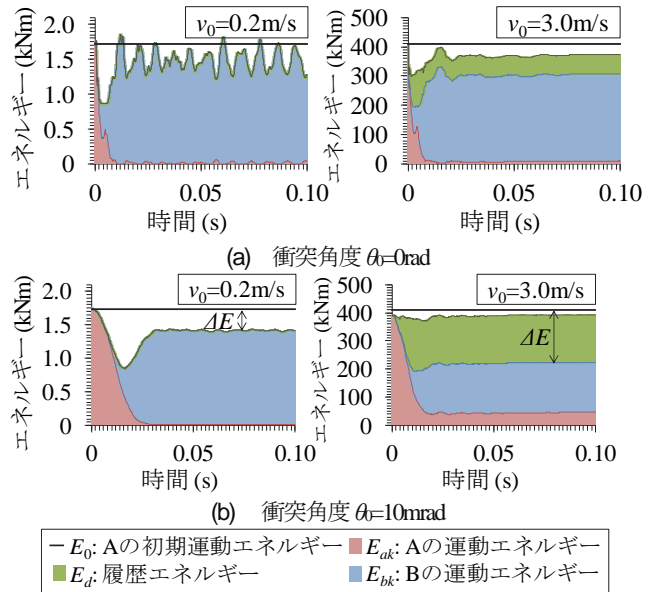 v₀=0.2m/s
エネルギー (kNm)
2.0
1.5
1.0
0.5
0
0 0.05 0.10
時間 (s)
v₀=3.0m/s
エネルギー (kNm)
500
400
300
200
100
0
0 0.05 0.10
時間 (s)
(a) 衝突角度 θ₀=0rad
v₀=0.2m/s
ΔE
エネルギー (kNm)
2.0
1.5
1.0
0.5
0
0 0.05 0.10
時間 (s)
v₀=3.0m/s
ΔE
エネルギー (kNm)
500
400
300
200
100
0
0 0.05 0.10
時間 (s)
(b) 衝突角度 θ₀=10mrad
E₀: Aの初期運動エネルギー
Eak: Aの運動エネルギー
Ed: 履歴エネルギー
Ebk: Bの運動エネルギー